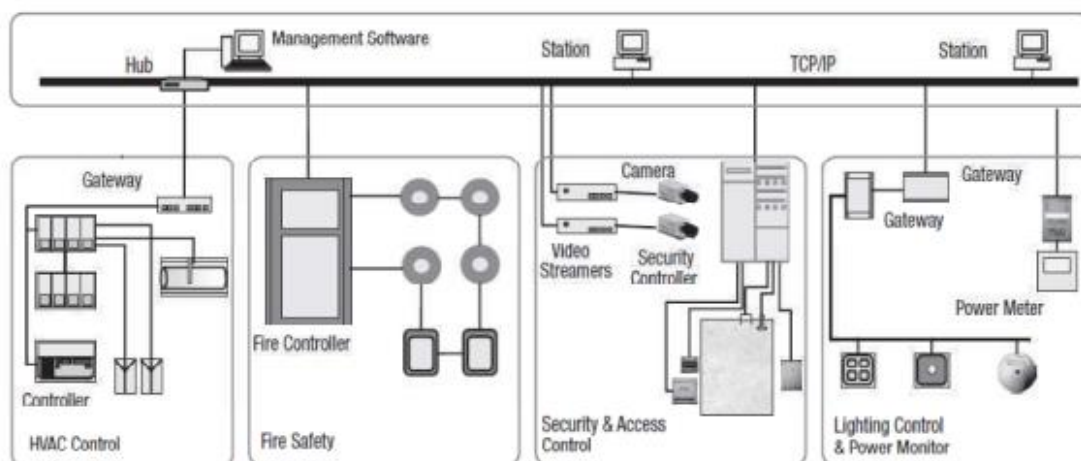 Management Software
Hub
Station
TCP/IP
Station
Gateway
Controller
HVAC Control
Fire Controller
Fire Safety
Camera
Video
Streamers
Security
Controller
Security & Access
Control
Gateway
Gateway
Power Meter
Lighting Control
& Power Monitor